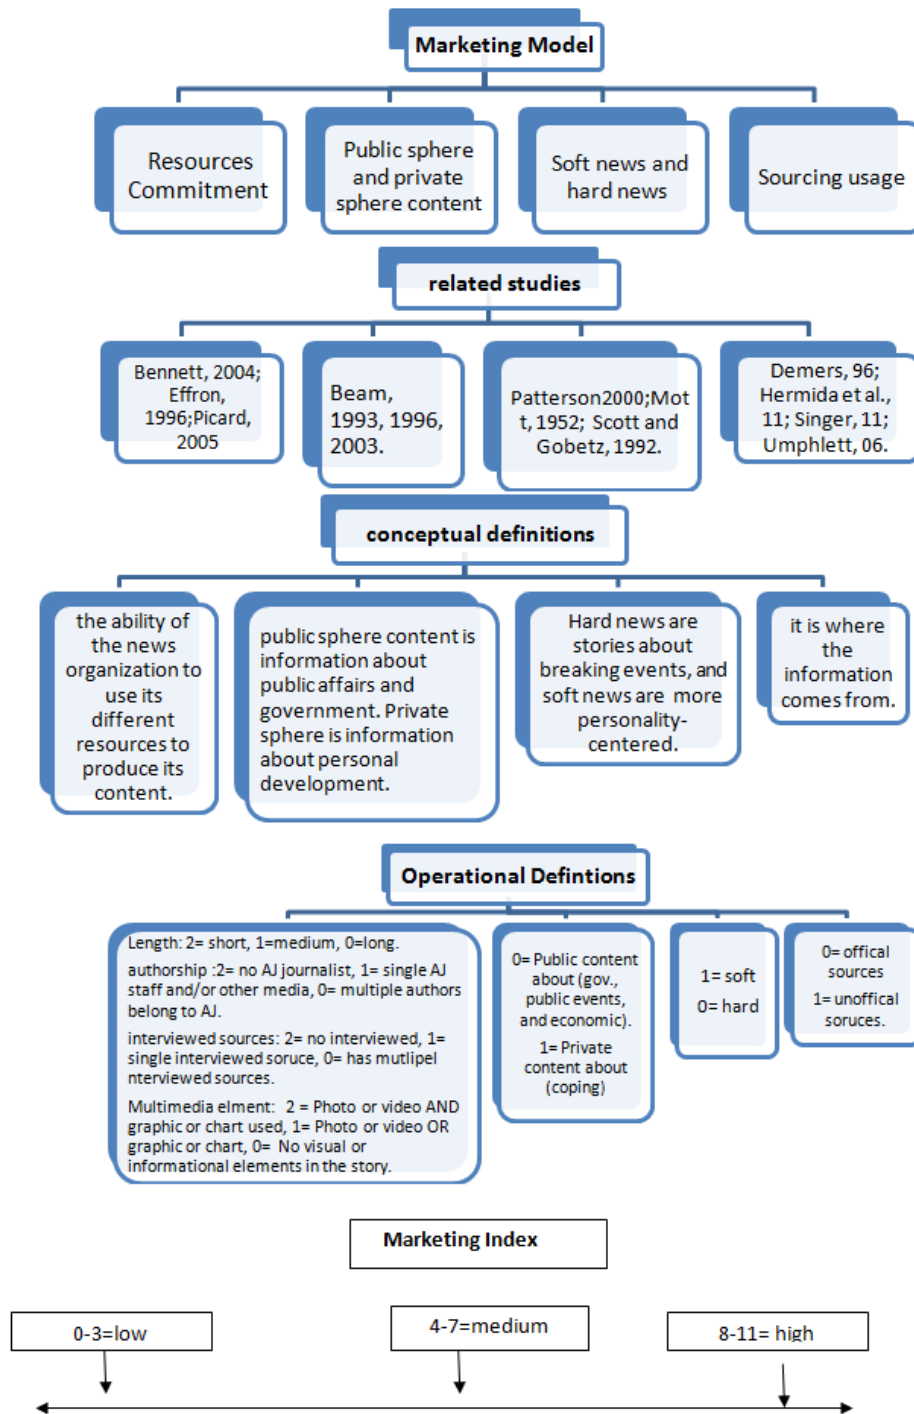 Marketing Model
Resources
Commitment
Public sphere
and private
sphere content
Soft news and
hard news
Sourcing usage
related studies
Bennett, 2004;
Effron,
1996;Picard,
2005
Beam,
1993, 1996,
2003.
Patterson2000;Mot
t, 1952; Scott and
Gobetz, 1992.
Demers, 96;
Hermida et al.,
11; Singer, 11;
Umphlett, 06.
conceptual definitions
the ability of
the news
organization to
use its
different
resources to
produce its
content.
public sphere content is
information about
public affairs and
government. Private
sphere is information
about personal
development.
Hard news are
stories about
breaking events, and
soft news are more
personality-
centered.
it is where
the
information
comes from.
Operational Defintions
Length: 2= short, 1=medium, 0=long.
authorship :2= no AJ journalist, 1= single AJ
staff and/or other media, 0= multiple authors
belong to AJ.
interviewed sources: 2= no interviewed, 1=
single interviewed soruce, 0= has mutlipel
nterviewed sources.
Multimedia elment: 2 = Photo or video AND
graphic or chart used, 1= Photo or video OR
graphic or chart, 0= No visual or
informational elements in the story.
0= Public content
about (gov.,
public events,
and economic).
1= Private
content about
(coping)
1= soft
0= hard
0= offical
sources
1= unoffical
soruces.
Marketing Index
0-3=low
4-7=medium
8-11= high